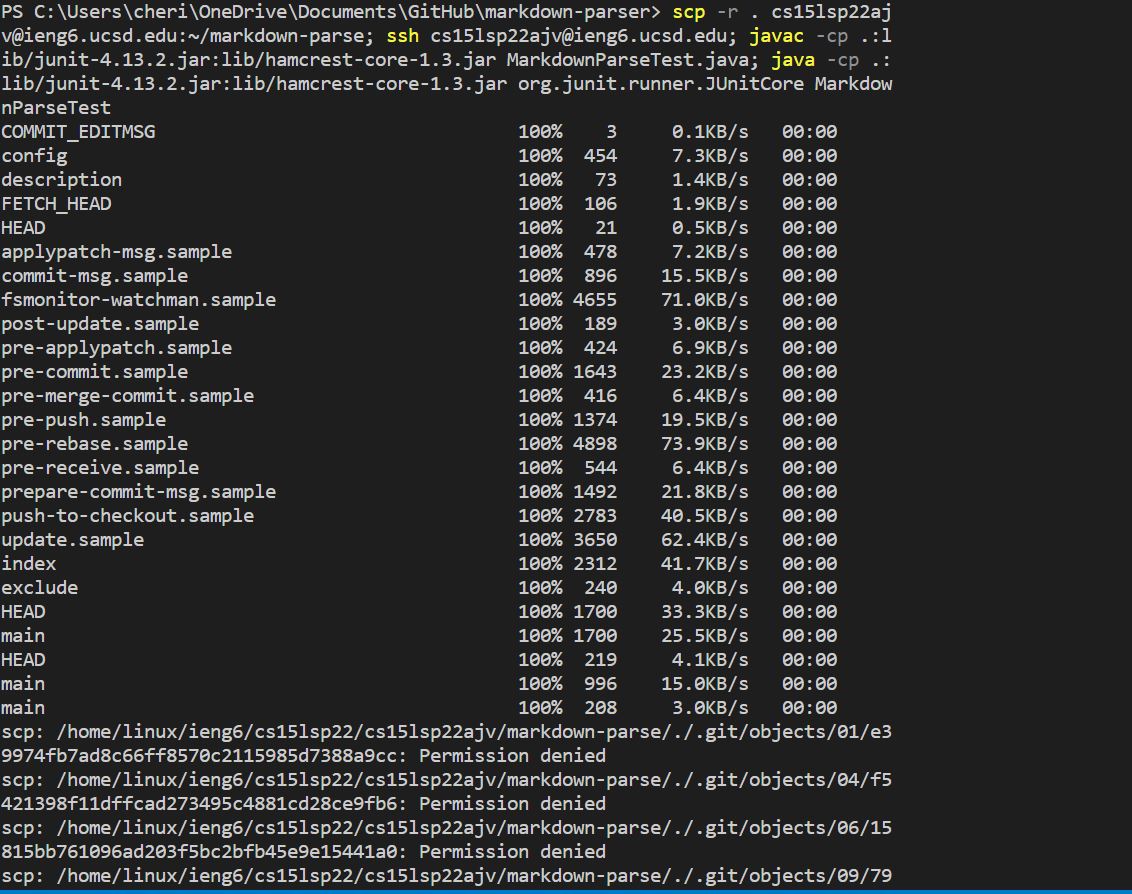 PS C:\Users\cheri\OneDrive\Documents\GitHub\markdown-parser> scp -r . cs15lsp22aj
v@ieng6.ucsd.edu:~/markdown-parse; ssh cs15lsp22ajv@ieng6.ucsd.edu; javac -cp .:l
ib/junit-4.13.2.jar:lib/hamcrest-core-1.3.jar MarkdownParseTest.java; java -cp .:
lib/junit-4.13.2.jar:lib/hamcrest-core-1.3.jar org.junit.runner.JUnitCore Markdow
nParseTest
COMMIT_EDITMSG 100% 3 0.1KB/s 00:00
config 100% 454 7.3KB/s 00:00
description 100% 73 1.4KB/s 00:00
FETCH_HEAD 100% 106 1.9KB/s 00:00
HEAD 100% 21 0.5KB/s 00:00
applypatch-msg.sample 100% 478 7.2KB/s 00:00
commit-msg.sample 100% 896 15.5KB/s 00:00
fsmonitor-watchman.sample 100% 4655 71.0KB/s 00:00
post-update.sample 100% 189 3.0KB/s 00:00
pre-applypatch.sample 100% 424 6.9KB/s 00:00
pre-commit.sample 100% 1643 23.2KB/s 00:00
pre-merge-commit.sample 100% 416 6.4KB/s 00:00
pre-push.sample 100% 1374 19.5KB/s 00:00
pre-rebase.sample 100% 4898 73.9KB/s 00:00
pre-receive.sample 100% 544 6.4KB/s 00:00
prepare-commit-msg.sample 100% 1492 21.8KB/s 00:00
push-to-checkout.sample 100% 2783 40.5KB/s 00:00
update.sample 100% 3650 62.4KB/s 00:00
index 100% 2312 41.7KB/s 00:00
exclude 100% 240 4.0KB/s 00:00
HEAD 100% 1700 33.3KB/s 00:00
main 100% 1700 25.5KB/s 00:00
HEAD 100% 219 4.1KB/s 00:00
main 100% 996 15.0KB/s 00:00
main 100% 208 3.0KB/s 00:00
scp: /home/linux/ieng6/cs15lsp22/cs15lsp22ajv/markdown-parse/./.git/objects/01/e3
9974fb7ad8c66ff8570c2115985d7388a9cc: Permission denied
scp: /home/linux/ieng6/cs15lsp22/cs15lsp22ajv/markdown-parse/./.git/objects/04/f5
421398f11dffcad273495c4881cd28ce9fb6: Permission denied
scp: /home/linux/ieng6/cs15lsp22/cs15lsp22ajv/markdown-parse/./.git/objects/06/15
815bb761096ad203f5bc2bfb45e9e15441a0: Permission denied
scp: /home/linux/ieng6/cs15lsp22/cs15lsp22ajv/markdown-parse/./.git/objects/09/79